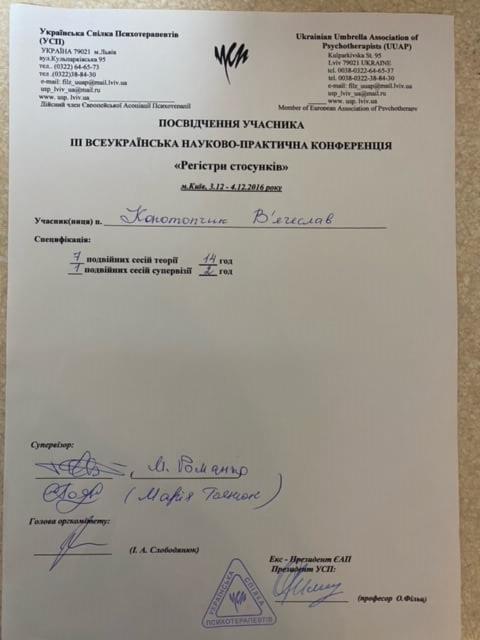 Українська Спілка Психотерапевтів
(УСП)
УКРАЇНА 79021 м.Львів
вул.Кульпарківська 95
тел.. (0322) 64-65-73
тел .(0322)38-84-30
e-mail: filz_uuap@mail.lviv.ua
usp_lviv_ua@mail.ru
www. usp. lviv.ua
Дійсний член Європейської Асоціації Психотерапії
усп
Ukrainian Umbrella Association of
Psychotherapists (UUAP)
Kulparkivska St. 95
Lviv 79021 UKRAINE
tel. 0038-0322-64-65-37
tel. 0038-0322-38-84-30
e-mail: filz_uua@mail.ru
usp_lviv_ua@mail.ru
www. usp. lviv.ua
Member of European Association of Psychotherapy
ПОСВІДЧЕННЯ УЧАСНИКА
ІІІ ВСЕУКРАЇНСЬКА НАУКОВО-ПРАКТИЧНА КОНФЕРЕНЦІЯ
«Регістри стосунків»
м.Київ, 3.12 - 4.12.2016 року
Учасник(ниця) п. Конотопчик В'ячеслав
Специфікація:
7 подвійних сесій теорії 14 год
1 подвійних сесій супервізії 2 год
Супервізор:
М. Романко
(Марія)
Голова оргкомітету:
(І. А. Слободянюк)
Екс - Президент ЄАП
Президент УСП:
(професор О.Фільц)
УКРАЇНСЬКА СПІЛКА ПСИХОТЕРАПЕВТІВ